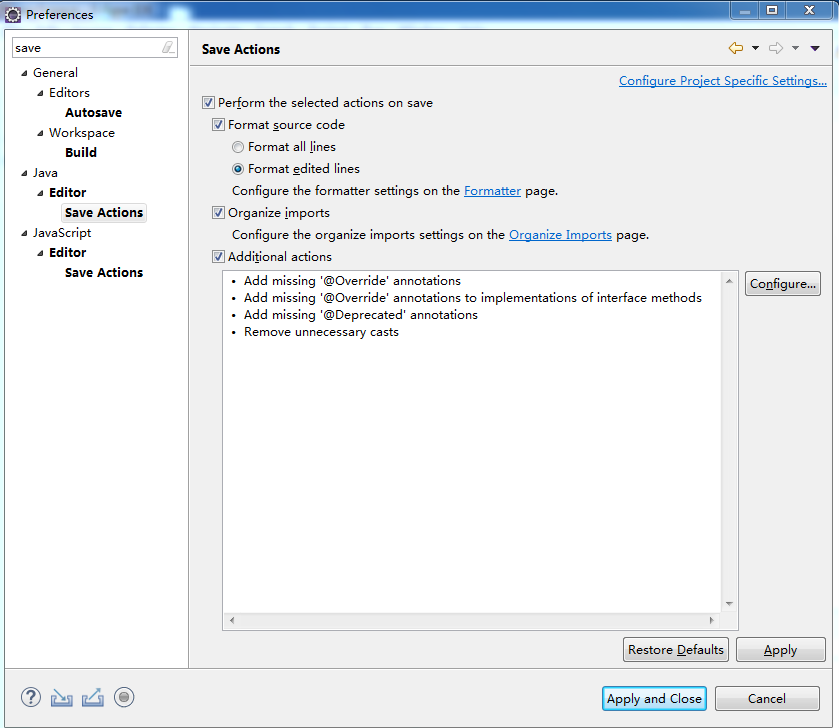 Preferences
save
Save Actions
Configure Project Specific Settings...
General
Editors
Autosave
Workspace
Build
Java
Editor
Save Actions
JavaScript
Editor
Save Actions
Perform the selected actions on save
Format source code
Format all lines
Format edited lines
Configure the formatter settings on the Formatter page.
Organize imports
Configure the organize imports settings on the Organize Imports page.
Additional actions
• Add missing '@Override' annotations
• Add missing '@Override' annotations to implementations of interface methods
• Add missing '@Deprecated' annotations
• Remove unnecessary casts
Configure...
Restore Defaults
Apply
Apply and Close
Cancel